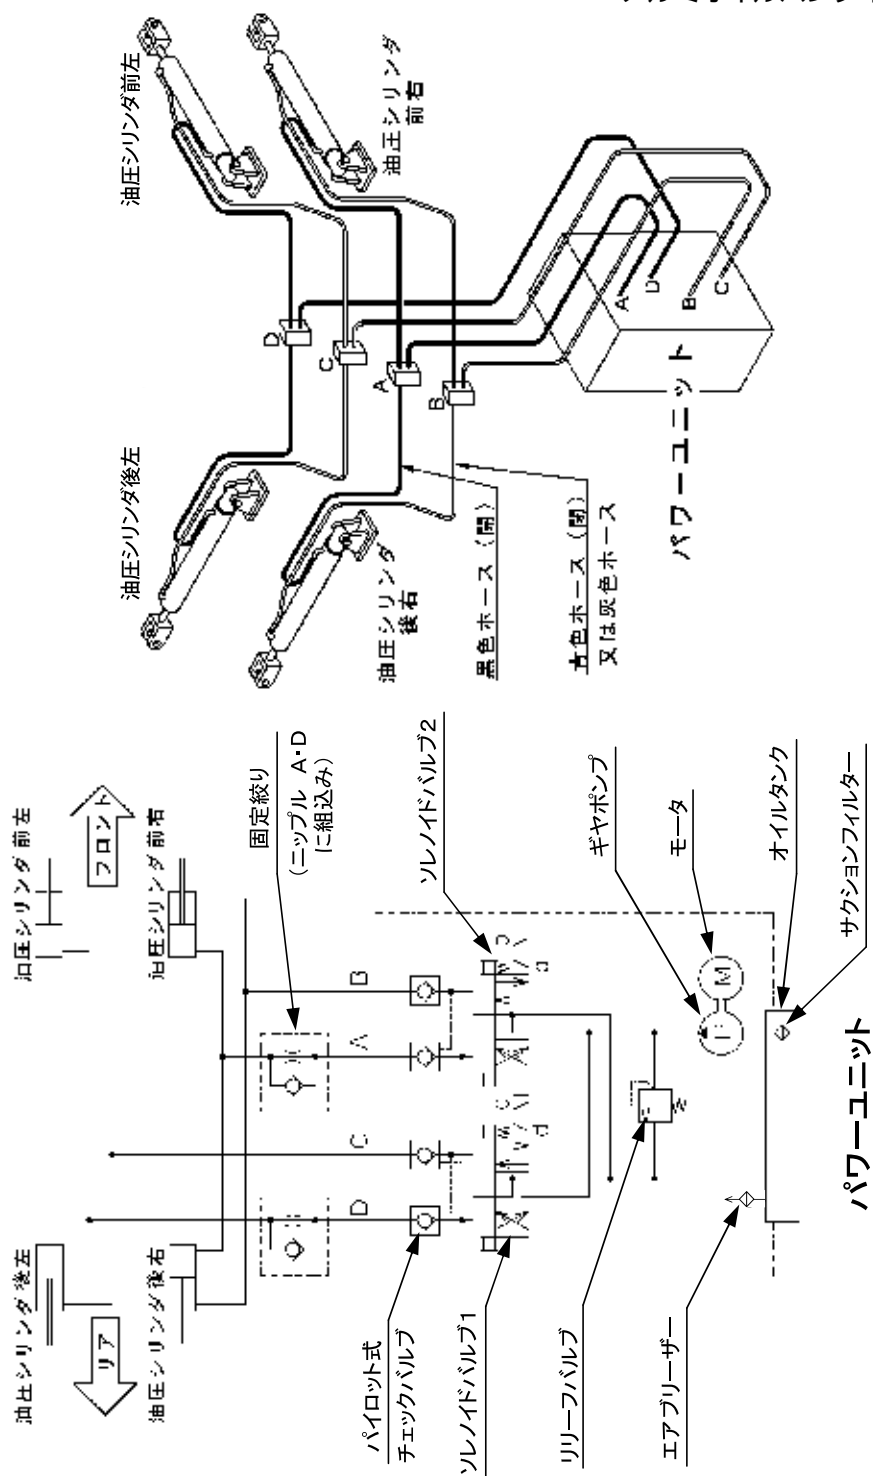 油圧シリンダ前左
油圧シリンダ
前右
油圧シリンダ後左
油圧シリンダ
後右
D
C
A
B
A
D
B
C
パワーユニット
黒色ホース（開）
青色ホース（閉）
又は灰色ホース
油圧シリンダ 前左
フロント
油圧シリンダ 前右
油圧シリンダ 後左
リア
油圧シリンダ 後右
固定絞り
(ニップル A・D
に組込み)
B
A
C
D
ソレノイドバルブ2
ギヤポンプ
モータ
M
オイルタンク
サクションフィルター
パイロット式
チェックバルブ
ソレノイドバルブ1
リリーフバルブ
エアブリーザー
パワーユニット